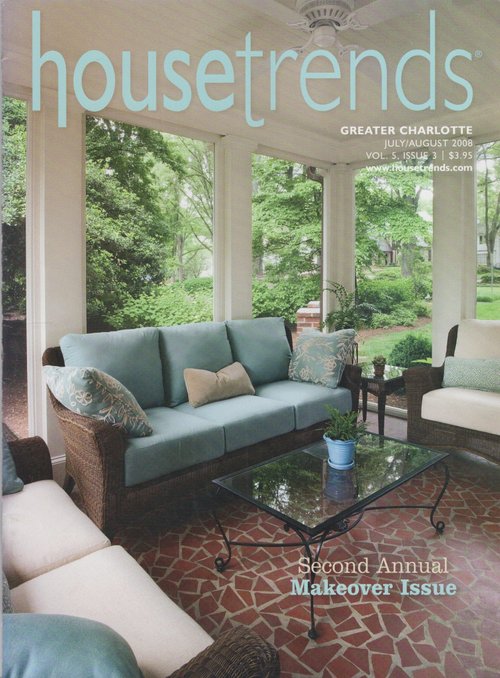 housetrends®
GREATER CHARLOTTE
JULY/AUGUST 2008
VOL. 5, ISSUE 3 | $3.95
www.housetrends.com
Second Annual
Makeover Issue